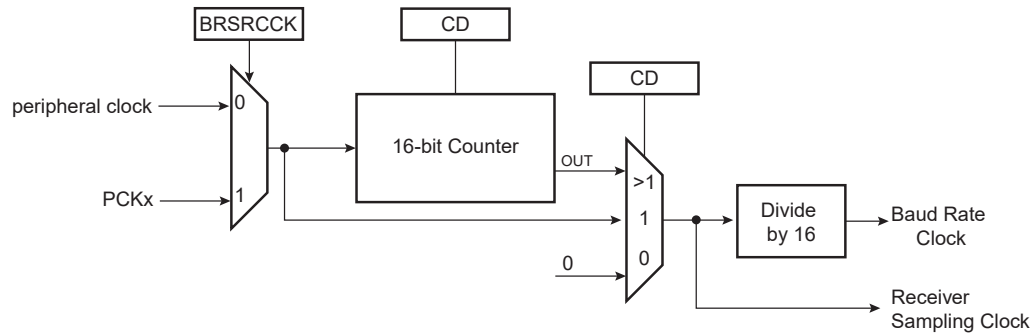 BRSRCCK
CD
CD
peripheral clock
0
16-bit Counter
OUT
>1
PCKx
1
1
Divide
by 16
Baud Rate
Clock
0
0
Receiver
Sampling Clock